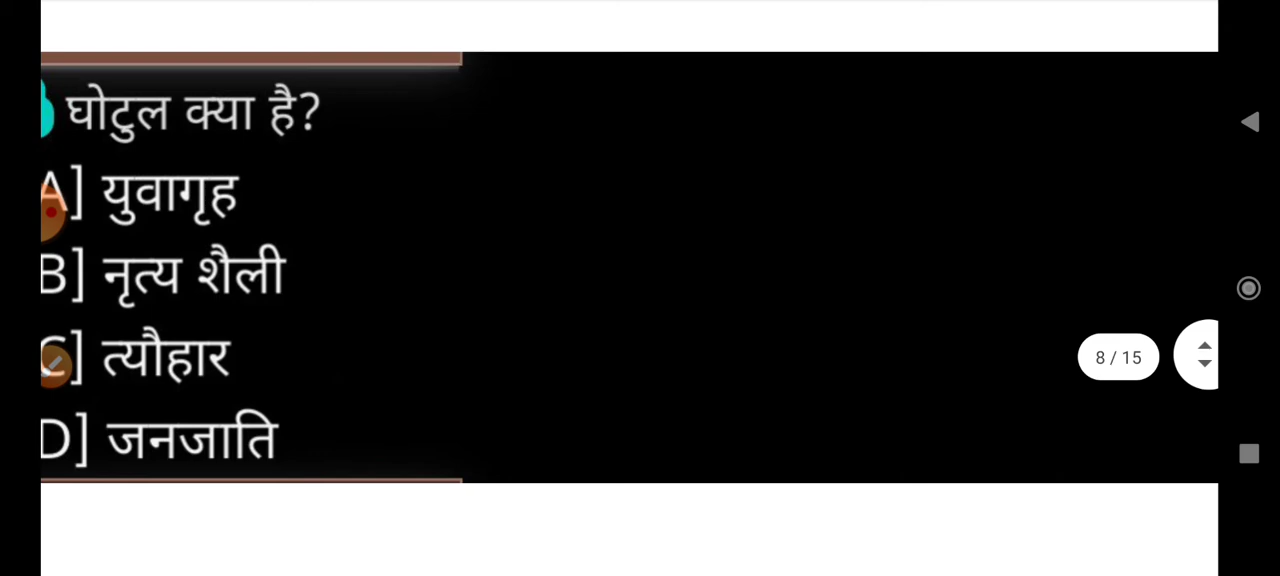 घोटुल क्या है?
A] युवागृह
B] नृत्य शैली
C] त्यौहार
D] जनजाति
8 / 15